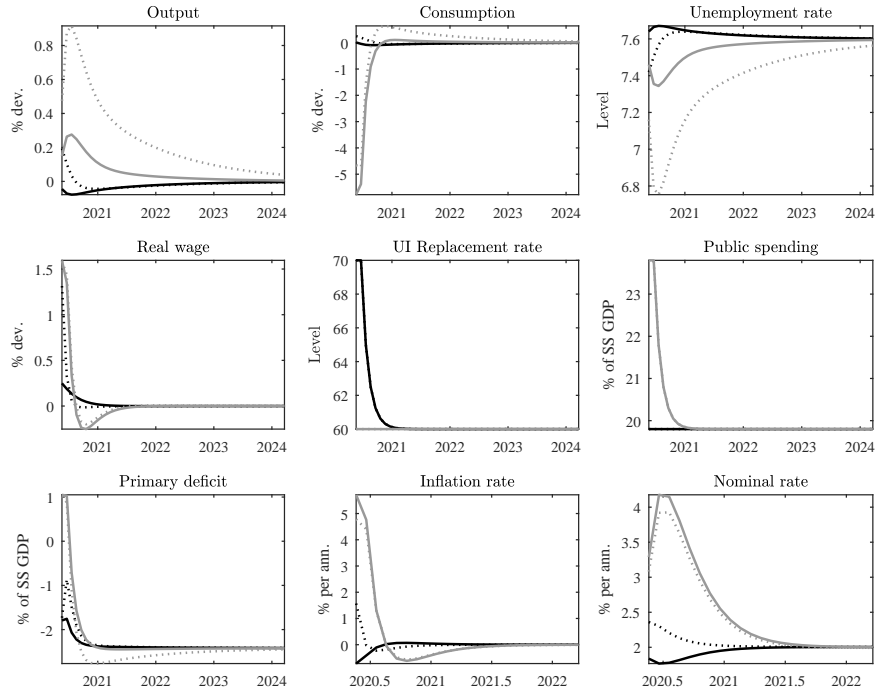 Output
% dev.
0.8
0.6
0.4
0.2
0
2021 2022 2023 2024
Consumption
% dev.
0
-1
-2
-3
-4
-5
2021 2022 2023 2024
Unemployment rate
Level
7.6
7.4
7.2
7
6.8
2021 2022 2023 2024
Real wage
% dev.
1.5
1
0.5
0
2021 2022 2023 2024
UI Replacement rate
Level
70
68
66
64
62
60
2021 2022 2023 2024
Public spending
% of SS GDP
23
22
21
20
2021 2022 2023 2024
Primary deficit
% of SS GDP
1
0
-1
-2
2021 2022 2023 2024
Inflation rate
% per ann.
5
4
3
2
1
0
2020.5 2021 2021.5 2022
Nominal rate
% per ann.
4
3.5
3
2.5
2
2020.5 2021 2021.5 2022